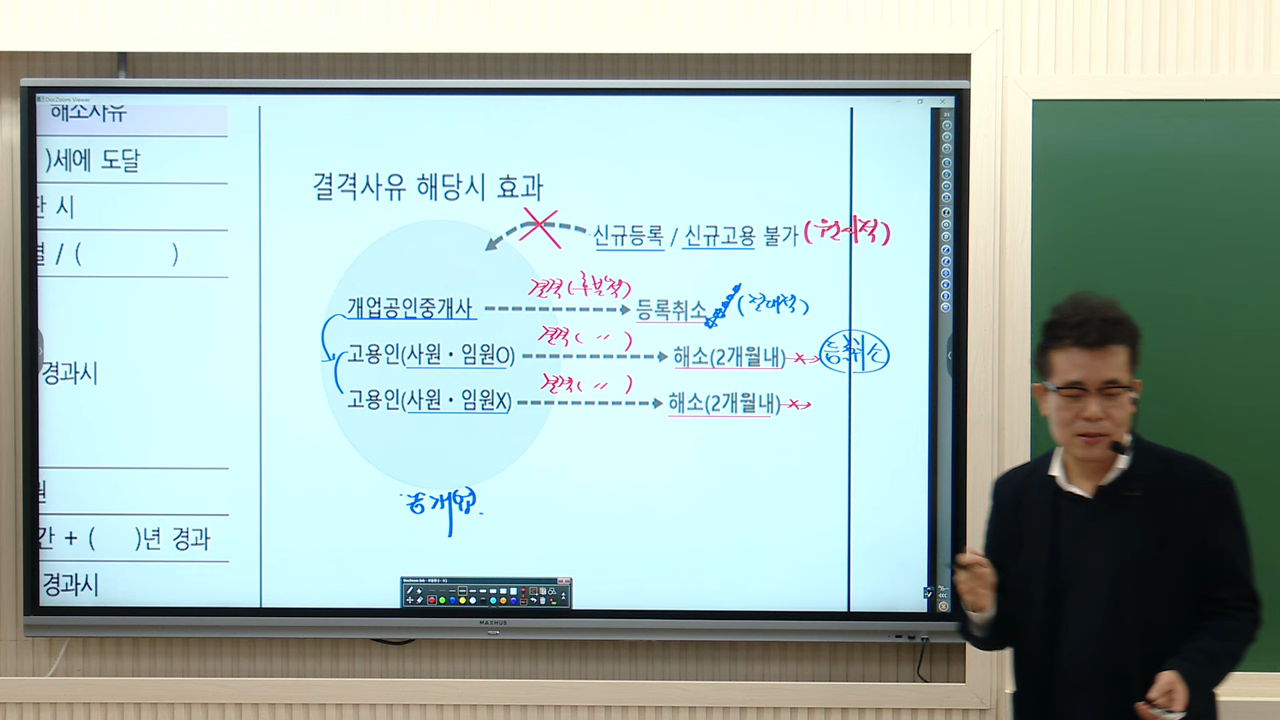 DocZoom Viewer
해소사유
)세에 도달
시
/ ( )
경과시
간 + ( )년 경과
경과시
결격사유 해당시 효과
신규등록 / 신규고용 불가 (원시적)
개업공인중개사 결격(후발적) 등록취소 (절대적)
고용인(사원·임원O) 결격( 〃 ) 해소(2개월내) 등록취소
고용인(사원·임원X) 결격( 〃 ) 해소(2개월내)
중개업.
MAXHUB